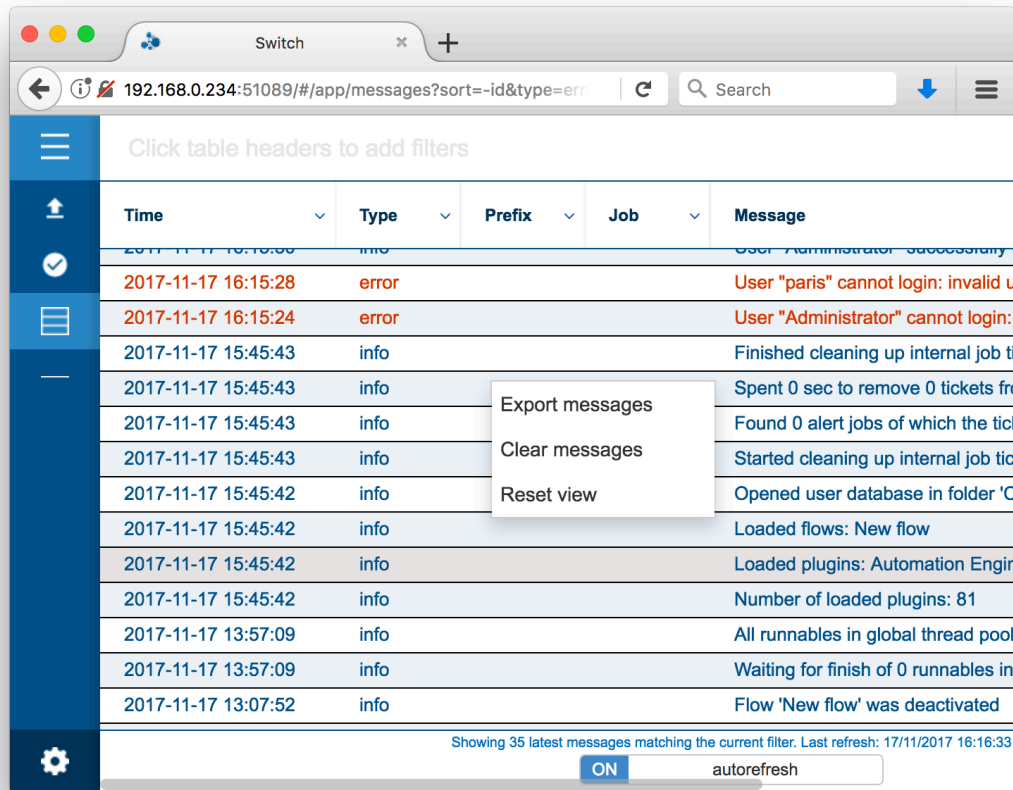 Switch
192.168.0.234:51089/#/app/messages?sort=-id&type=err
Search
Click table headers to add filters
Time Type Prefix Job Message
info User "Administrator" successfully
2017-11-17 16:15:28 error User "paris" cannot login: invalid u
2017-11-17 16:15:24 error User "Administrator" cannot login:
2017-11-17 15:45:43 info Finished cleaning up internal job ti
2017-11-17 15:45:43 info Spent 0 sec to remove 0 tickets fro
Export messages
2017-11-17 15:45:43 info Found 0 alert jobs of which the tic
Clear messages
2017-11-17 15:45:43 info Started cleaning up internal job tic
2017-11-17 15:45:42 info Opened user database in folder 'C
Reset view
2017-11-17 15:45:42 info Loaded flows: New flow
2017-11-17 15:45:42 info Loaded plugins: Automation Engin
2017-11-17 15:45:42 info Number of loaded plugins: 81
2017-11-17 13:57:09 info All runnables in global thread pool
2017-11-17 13:57:09 info Waiting for finish of 0 runnables in
2017-11-17 13:07:52 info Flow 'New flow' was deactivated
Showing 35 latest messages matching the current filter. Last refresh: 17/11/2017 16:16:33
ON autorefresh